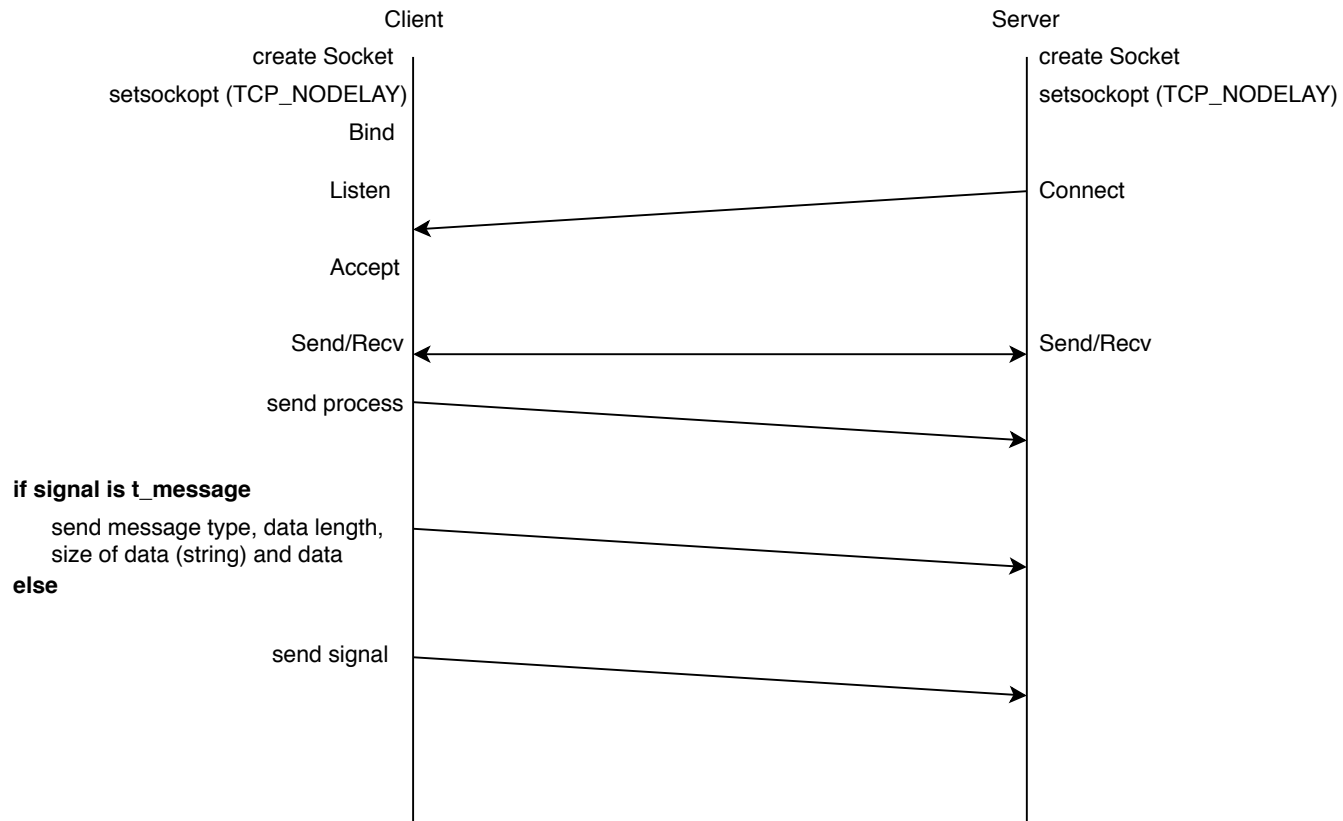 Client
Server
create Socket
create Socket
setsockopt (TCP_NODELAY)
setsockopt (TCP_NODELAY)
Bind
Listen
Connect
Accept
Send/Recv
Send/Recv
send process
if signal is t_message
send message type, data length,
size of data (string) and data
else
send signal